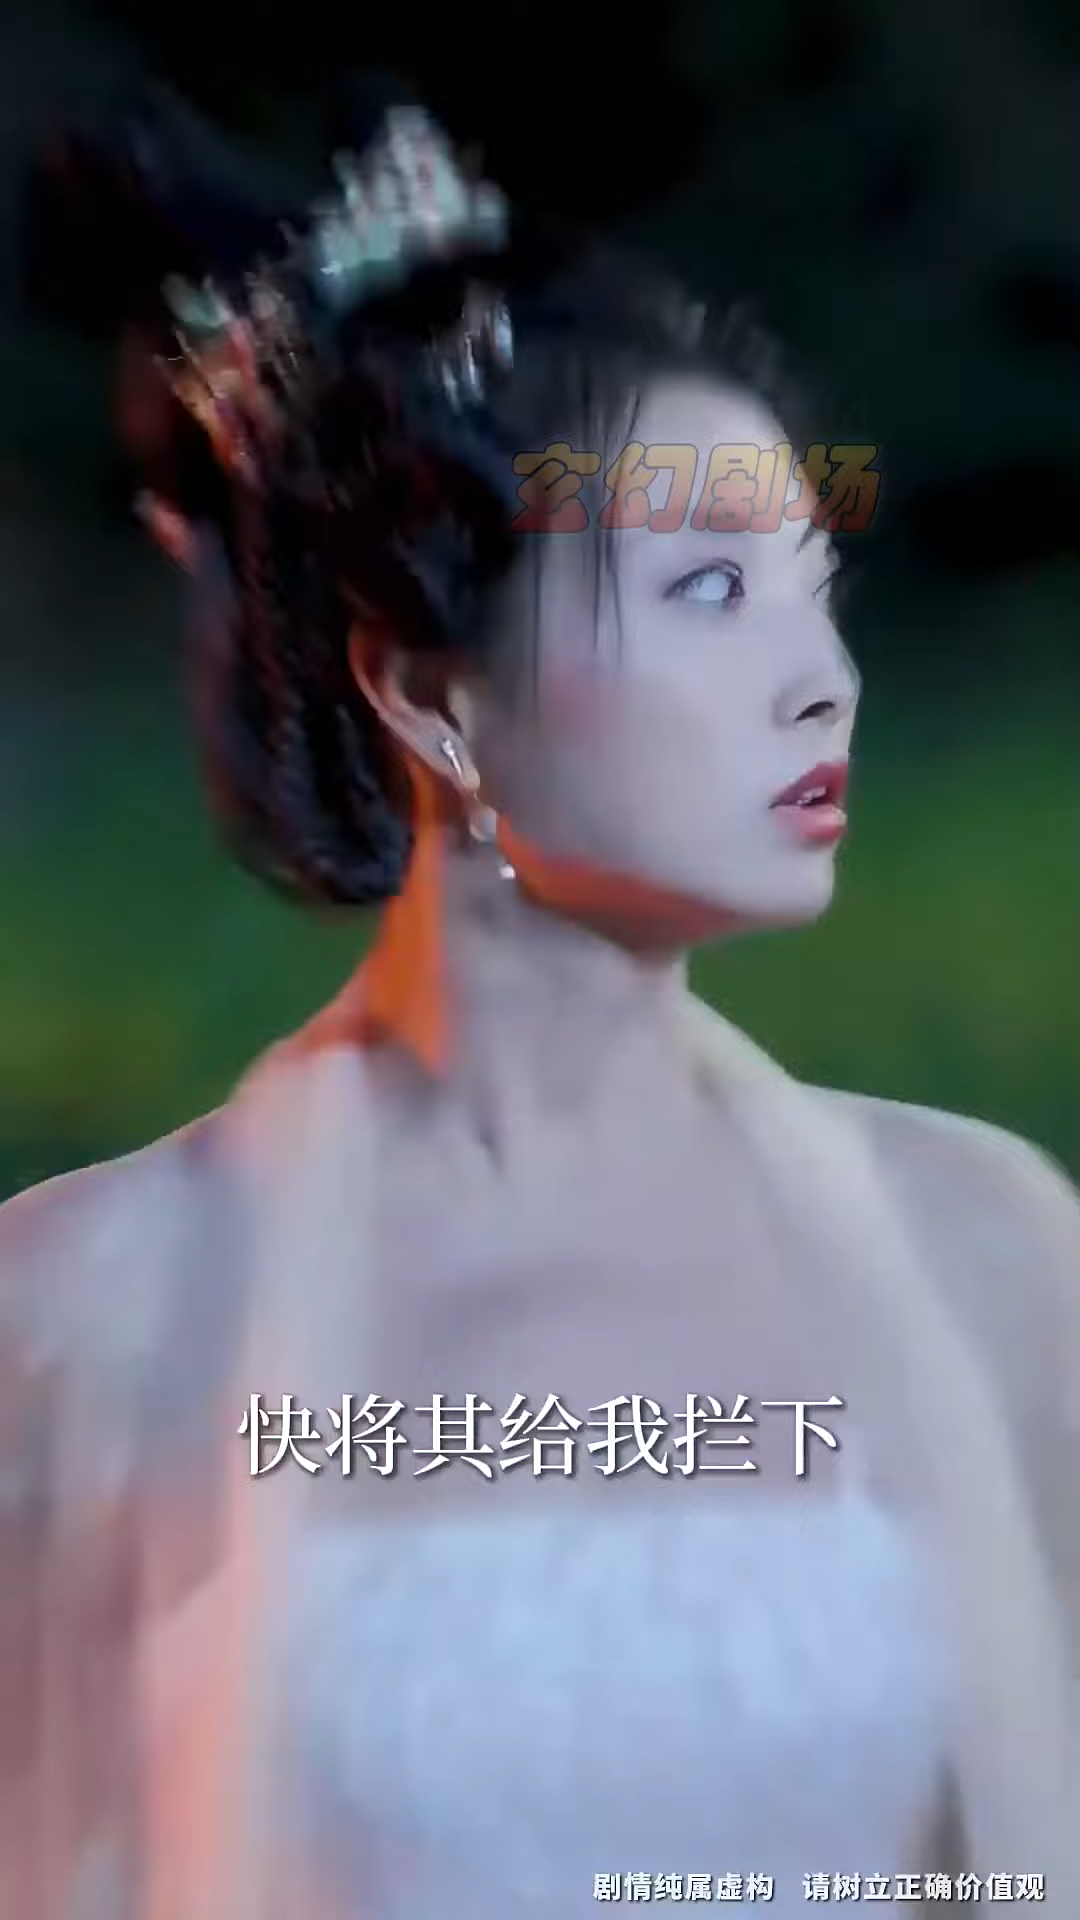 玄幻剧场
快将其给我拦下
剧情纯属虚构 请树立正确价值观